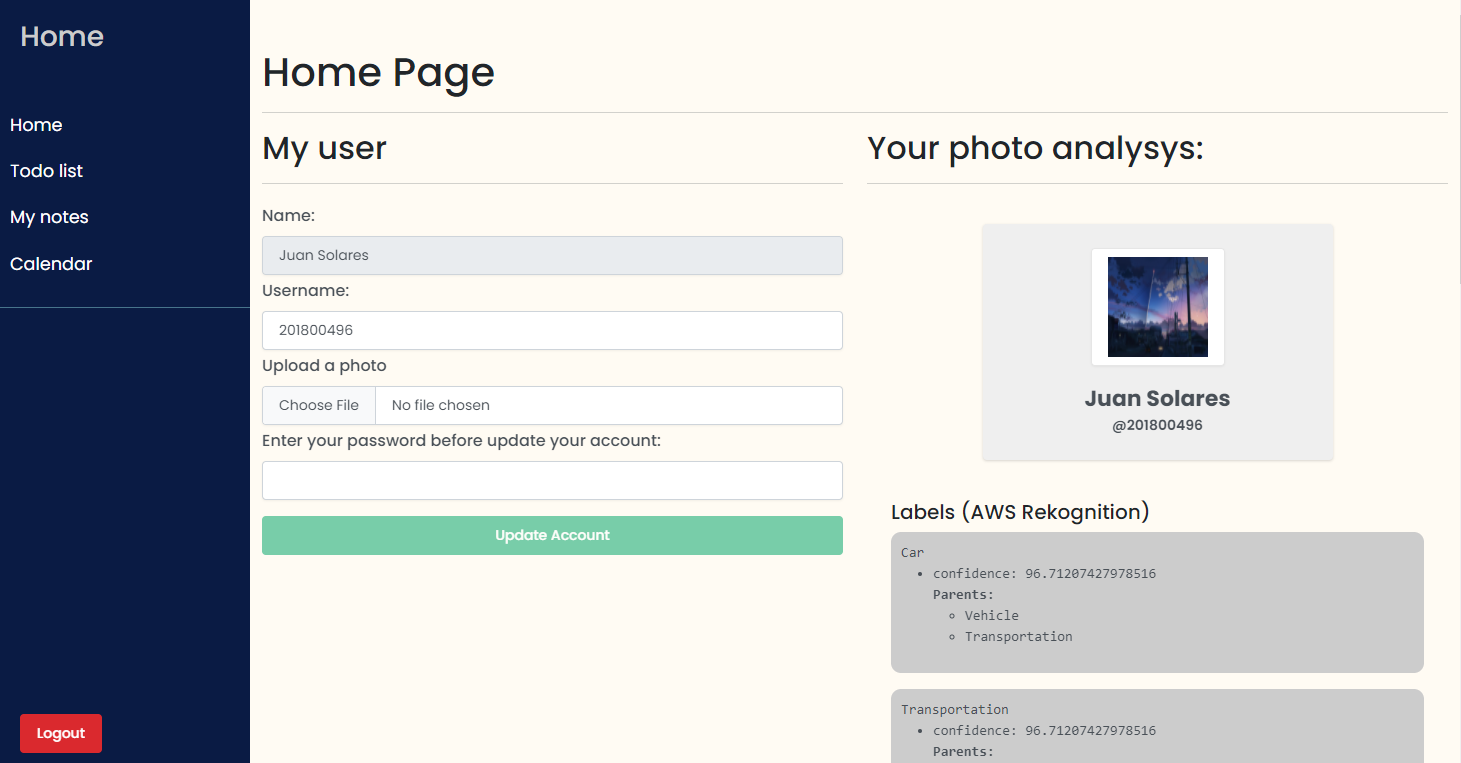 Home
Home
Todo list
My notes
Calendar
Logout
Home Page
My user
Name:
Juan Solares
Username:
201800496
Upload a photo
Choose File No file chosen
Enter your password before update your account:
Update Account
Your photo analysys:
Juan Solares
@201800496
Labels (AWS Rekognition)
Car
• confidence: 96.71207427978516
Parents:
◦ Vehicle
◦ Transportation
Transportation
• confidence: 96.71207427978516
Parents: